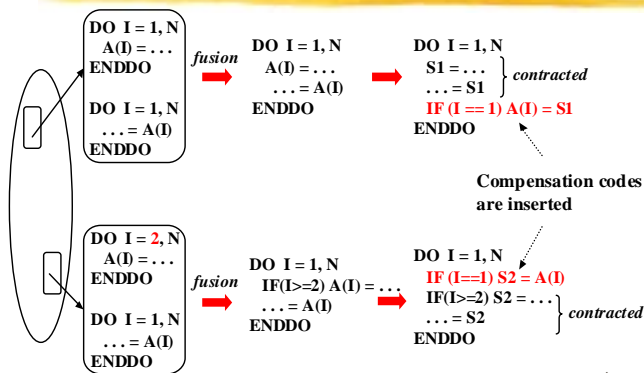 DO I = 1, N
A(I) = . . .
ENDDO
DO I = 1, N
. . . = A(I)
ENDDO
fusion
DO I = 1, N
A(I) = . . .
. . . = A(I)
ENDDO
DO I = 1, N
S1 = . . .
. . . = S1
contracted
IF (I == 1) A(I) = S1
ENDDO
Compensation codes
are inserted
DO I = 2, N
A(I) = . . .
ENDDO
DO I = 1, N
. . . = A(I)
ENDDO
fusion
DO I = 1, N
IF(I>=2) A(I) = . . .
. . . = A(I)
ENDDO
DO I = 1, N
IF (I==1) S2 = A(I)
IF(I>=2) S2 = . . .
. . . = S2
contracted
ENDDO